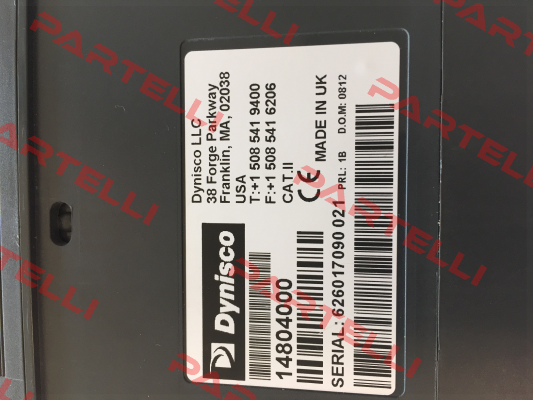 Dynisco
Dynisco LLC
38 Forge Parkway
Franklin, MA, 02038
USA
T:+1 508 541 9400
F:+1 508 541 6206
CAT.II
14804000
CE MADE IN UK
SERIAL: 626017090 021 PRL: 1B D.O.M: 0812
PARTELLI
PARTELLI
PARTELLI
PARTELLI
PARTELLI
PARTELLI